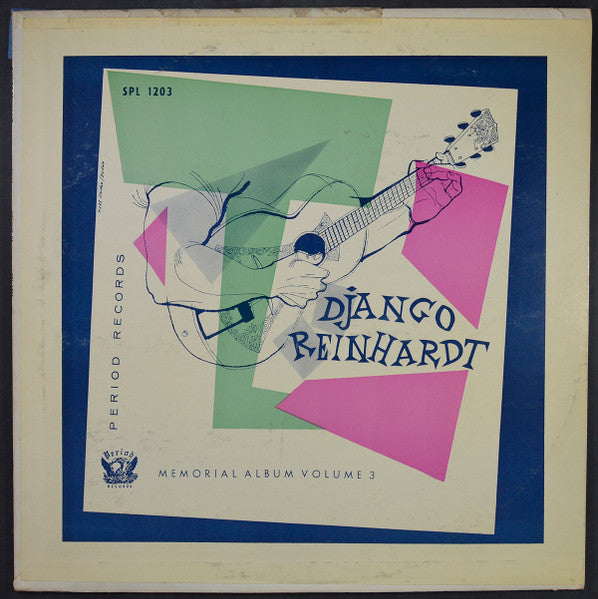 SPL 1203
PERIOD RECORDS
DJANGO
REINHARDT
Period
RECORDS
MEMORIAL ALBUM VOLUME 3